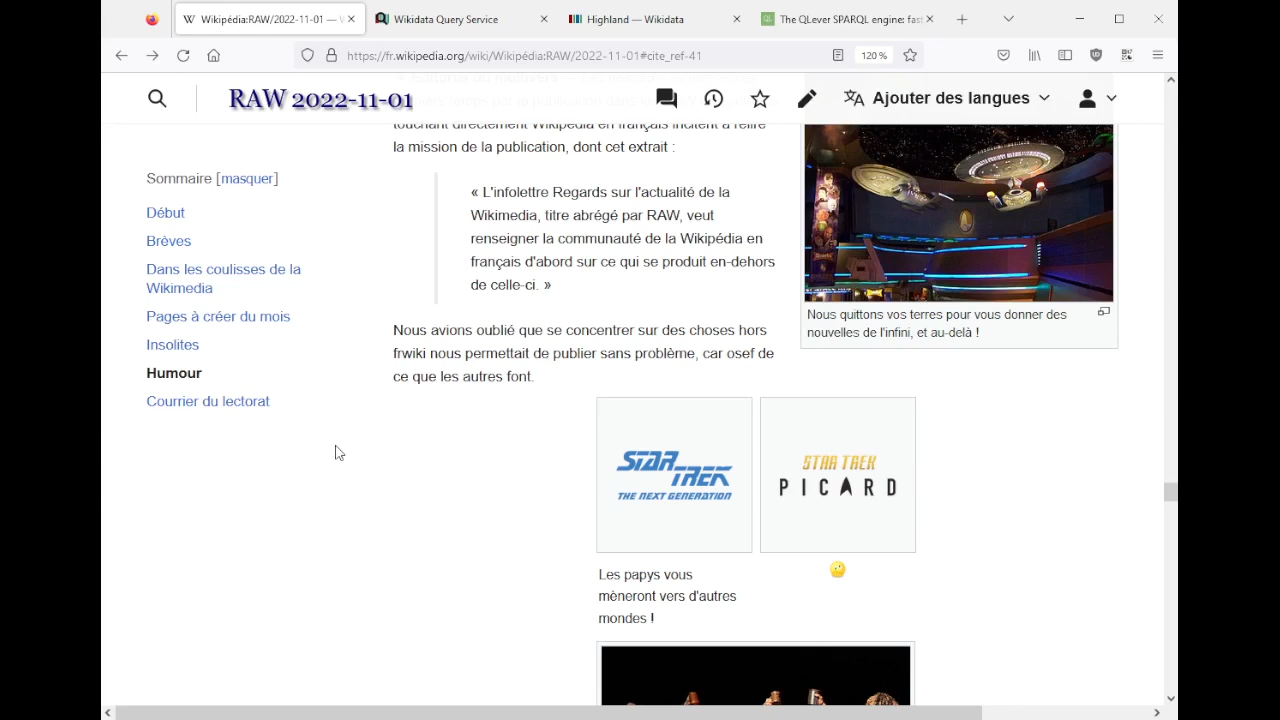 Wikipédia:RAW/2022-11-01 — W
Wikidata Query Service
Highland — Wikidata
QL
The QLever SPARQL engine: fast
https://fr.wikipedia.org/wiki/Wikipédia:RAW/2022-11-01#cite_ref-41
120 %
RAW 2022-11-01
Ajouter des langues
Sommaire [masquer]
Début
Brèves
Dans les coulisses de la
Wikimedia
Pages à créer du mois
Insolites
Humour
Courrier du lectorat
touchant directement Wikipédia en français incitent à relire
la mission de la publication, dont cet extrait :
« L'infolettre Regards sur l'actualité de la
Wikimedia, titre abrégé par RAW, veut
renseigner la communauté de la Wikipédia en
français d'abord sur ce qui se produit en-dehors
de celle-ci. »
Nous avions oublié que se concentrer sur des choses hors
frwiki nous permettait de publier sans problème, car osef de
ce que les autres font.
Nous quittons vos terres pour vous donner des
nouvelles de l'infini, et au-delà !
STAR TREK
THE NEXT GENERATION
STAR TREK
PICARD
Les papys vous
mèneront vers d'autres
mondes !